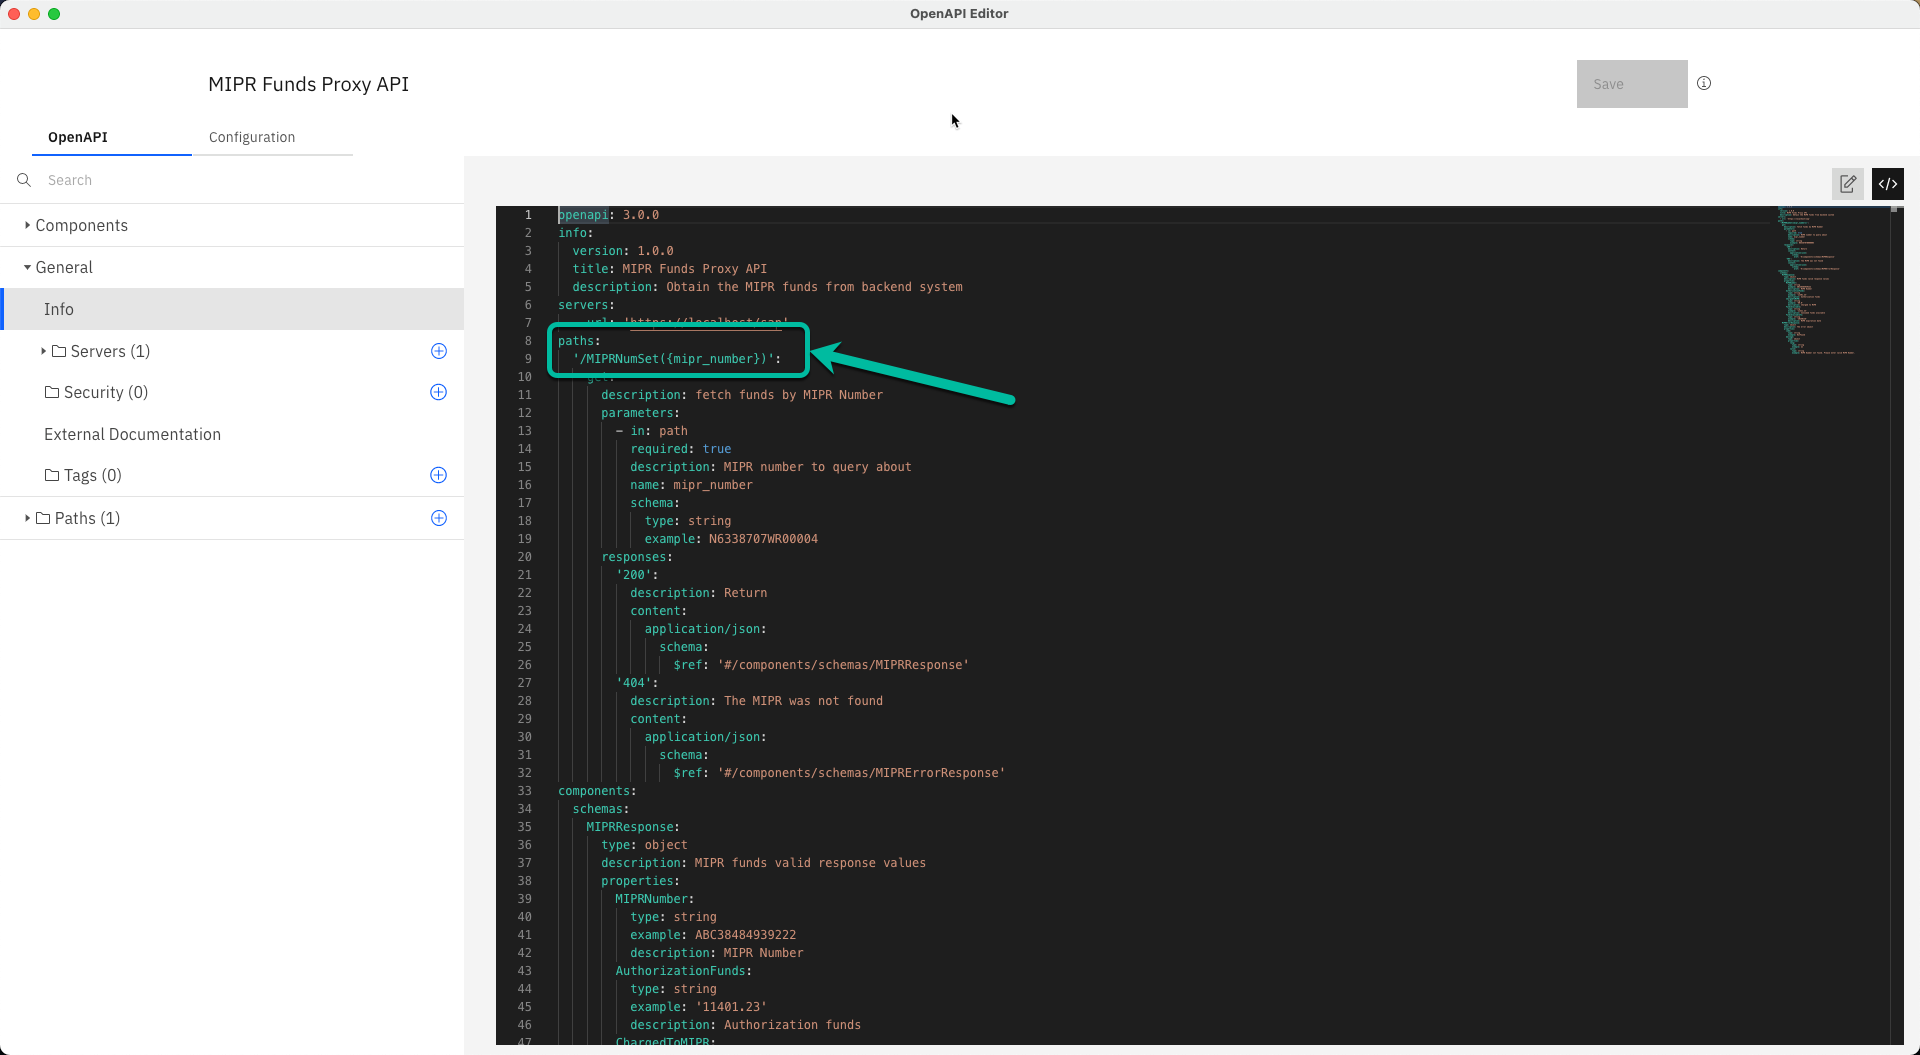 OpenAPI Editor
MIPR Funds Proxy API
Save
OpenAPI
Configuration
Search
Components
General
Info
Servers (1)
Security (0)
External Documentation
Tags (0)
Paths (1)
1 openapi: 3.0.0
2 info:
3 version: 1.0.0
4 title: MIPR Funds Proxy API
5 description: Obtain the MIPR funds from backend system
6 servers:
7 url: 'https://localhost/sap'
8 paths:
9 '/MIPRNumSet({mipr_number})':
10 get:
11 description: fetch funds by MIPR Number
12 parameters:
13 - in: path
14 required: true
15 description: MIPR number to query about
16 name: mipr_number
17 schema:
18 type: string
19 example: N6338707WR00004
20 responses:
21 '200':
22 description: Return
23 content:
24 application/json:
25 schema:
26 $ref: '#/components/schemas/MIPRResponse'
27 '404':
28 description: The MIPR was not found
29 content:
30 application/json:
31 schema:
32 $ref: '#/components/schemas/MIPRErrorResponse'
33 components:
34 schemas:
35 MIPRResponse:
36 type: object
37 description: MIPR funds valid response values
38 properties:
39 MIPRNumber:
40 type: string
41 example: ABC38484939222
42 description: MIPR Number
43 AuthorizationFunds:
44 type: string
45 example: '11401.23'
46 description: Authorization funds
47 ChargedToMIPR: